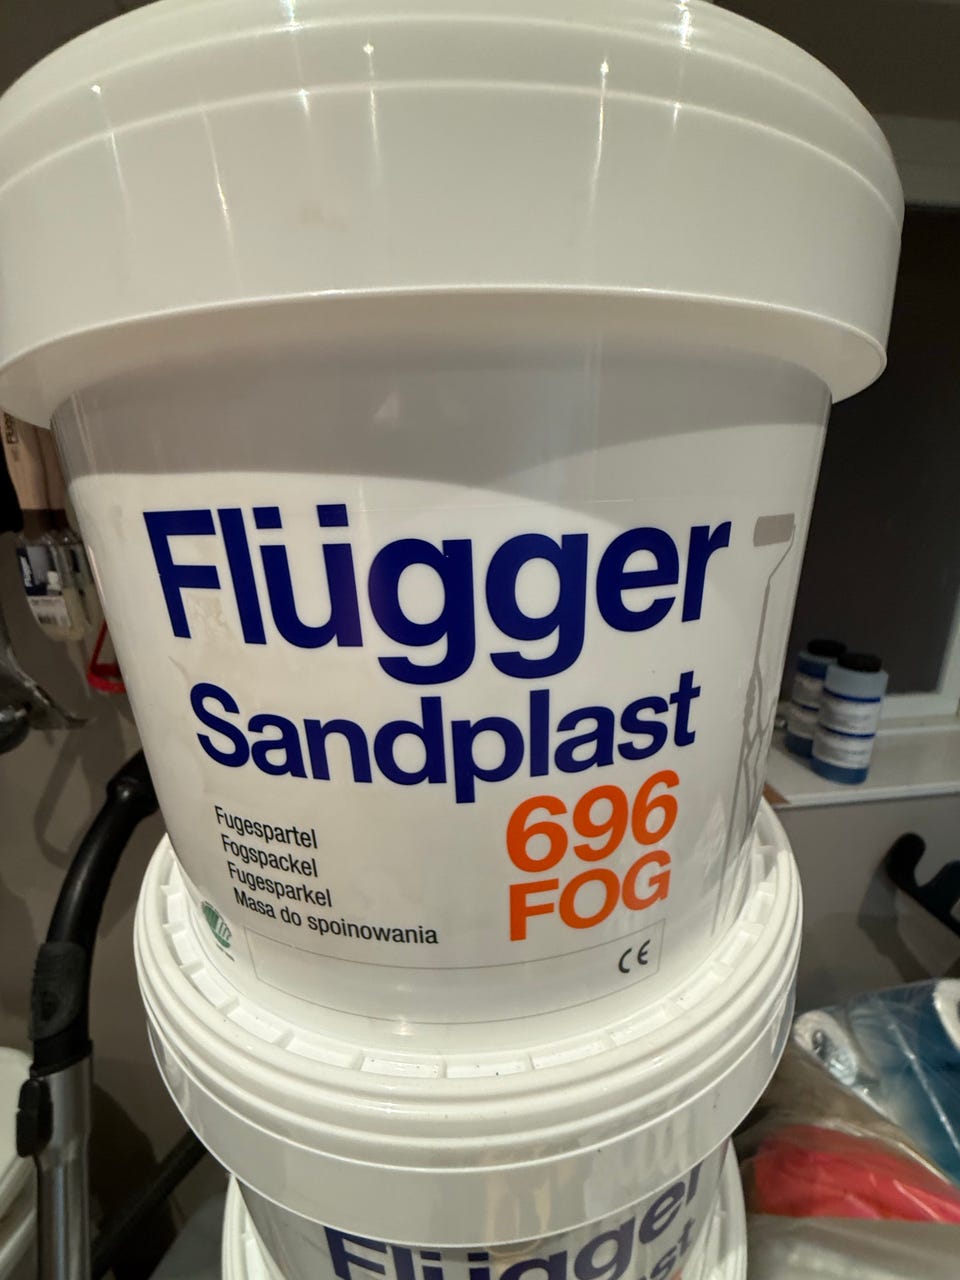 Flügger
Sandplast
696
FOG
Fugespartel
Fogspackel
Fugesparkel
Masa do spoinowania
CE
Flügger